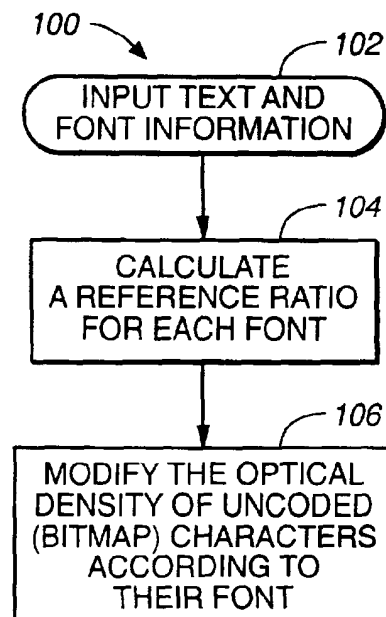 100
102
INPUT TEXT AND
FONT INFORMATION
104
CALCULATE
A REFERENCE RATIO
FOR EACH FONT
106
MODIFY THE OPTICAL
DENSITY OF UNCODED
(BITMAP) CHARACTERS
ACCORDING TO
THEIR FONT